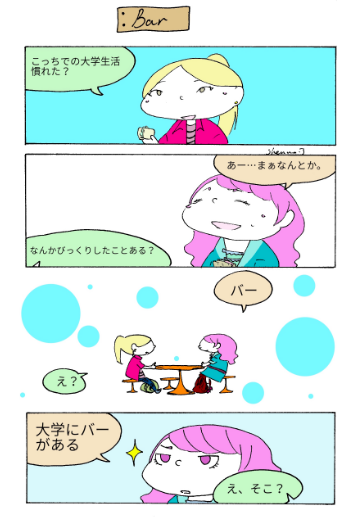 : Bar
こっちでの大学生活
慣れた？
あー…まぁなんとか。
なんかびっくりしたことある？
バー
え？
大学にバー
がある
え、そこ？